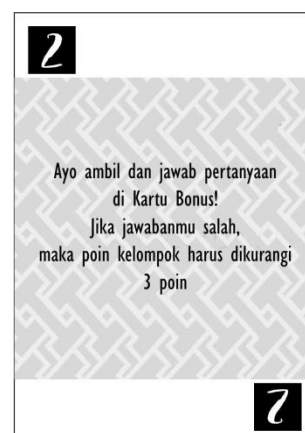 2
Ayo ambil dan jawab pertanyaan
di Kartu Bonus!
Jika jawabanmu salah,
maka poin kelompok harus dikurangi
3 poin
2